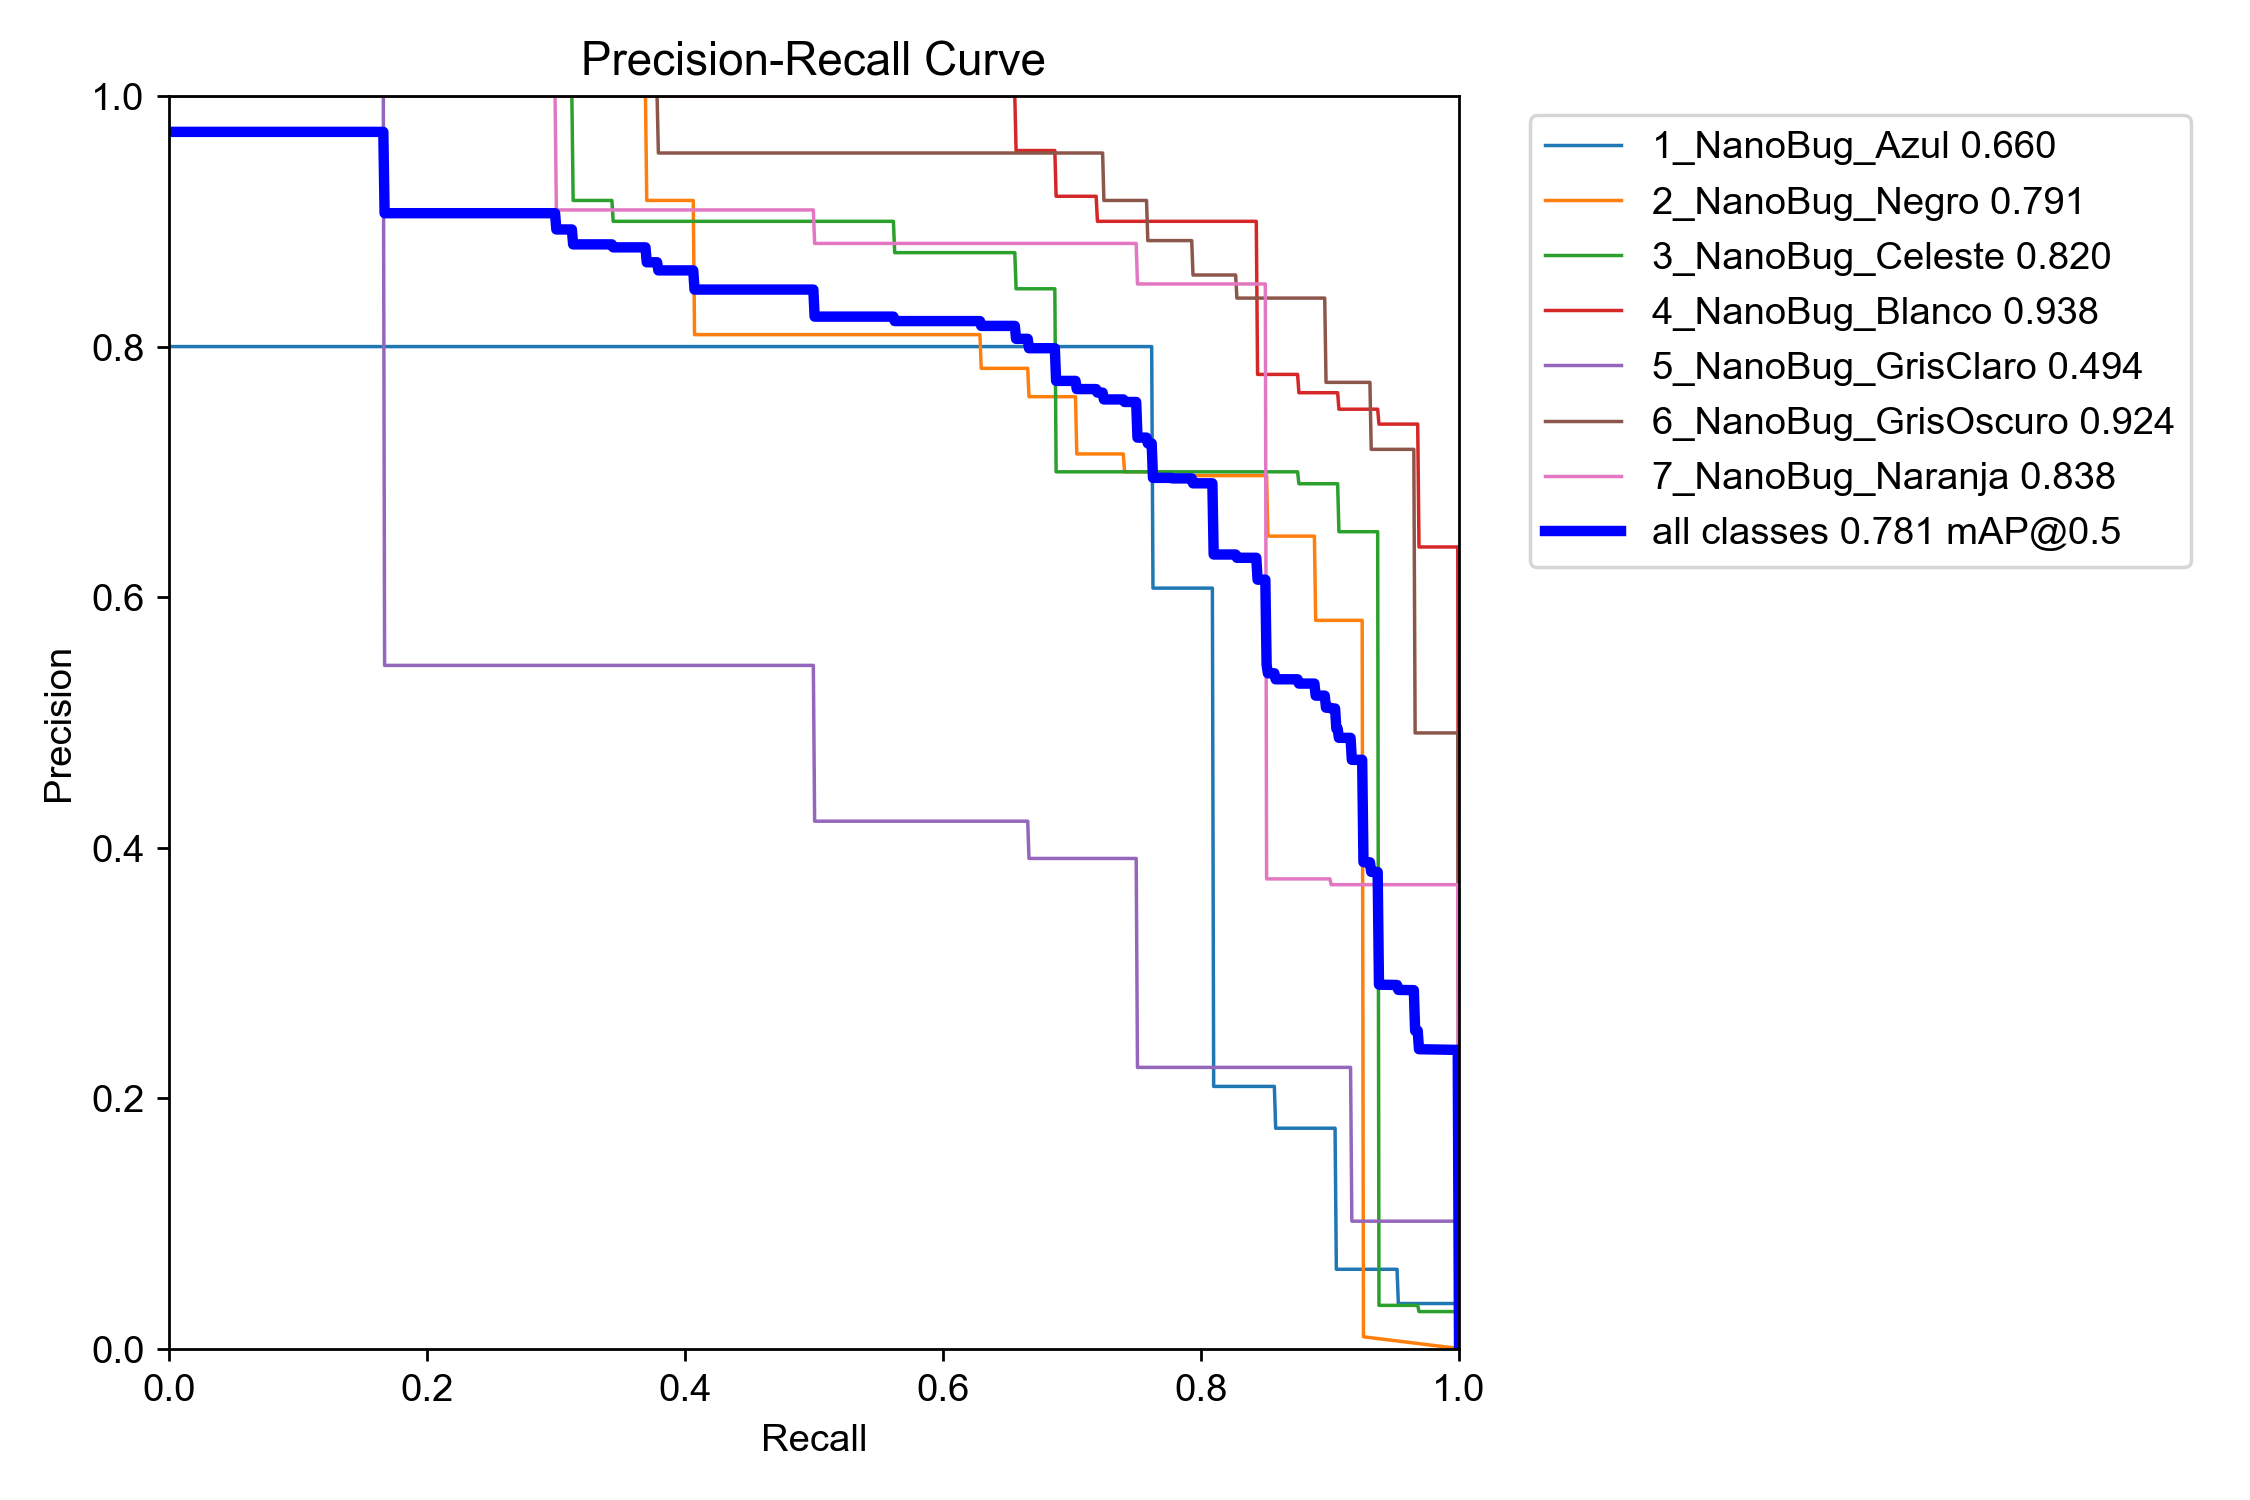 Precision-Recall Curve
1.0
0.8
0.6
0.4
0.2
0.0
Precision
0.0 0.2 0.4 0.6 0.8 1.0
Recall
1_NanoBug_Azul 0.660
2_NanoBug_Negro 0.791
3_NanoBug_Celeste 0.820
4_NanoBug_Blanco 0.938
5_NanoBug_GrisClaro 0.494
6_NanoBug_GrisOscuro 0.924
7_NanoBug_Naranja 0.838
all classes 0.781 mAP@0.5